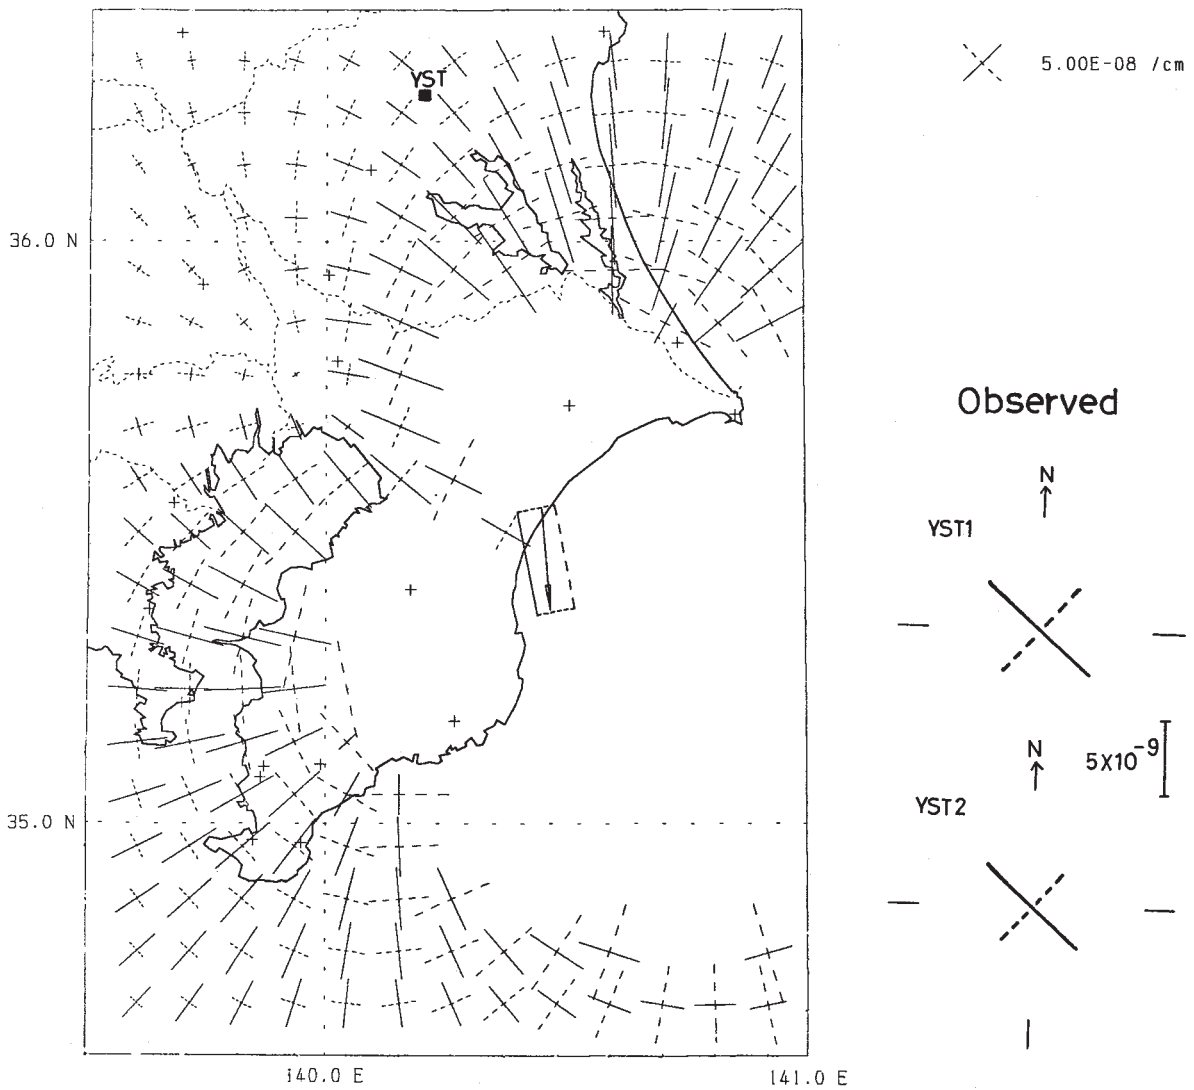 YST
5.00E-08 /cm
36.0 N
Observed
N
YST1
N
5X10⁻⁹
YST2
35.0 N
140.0 E
141.0 E